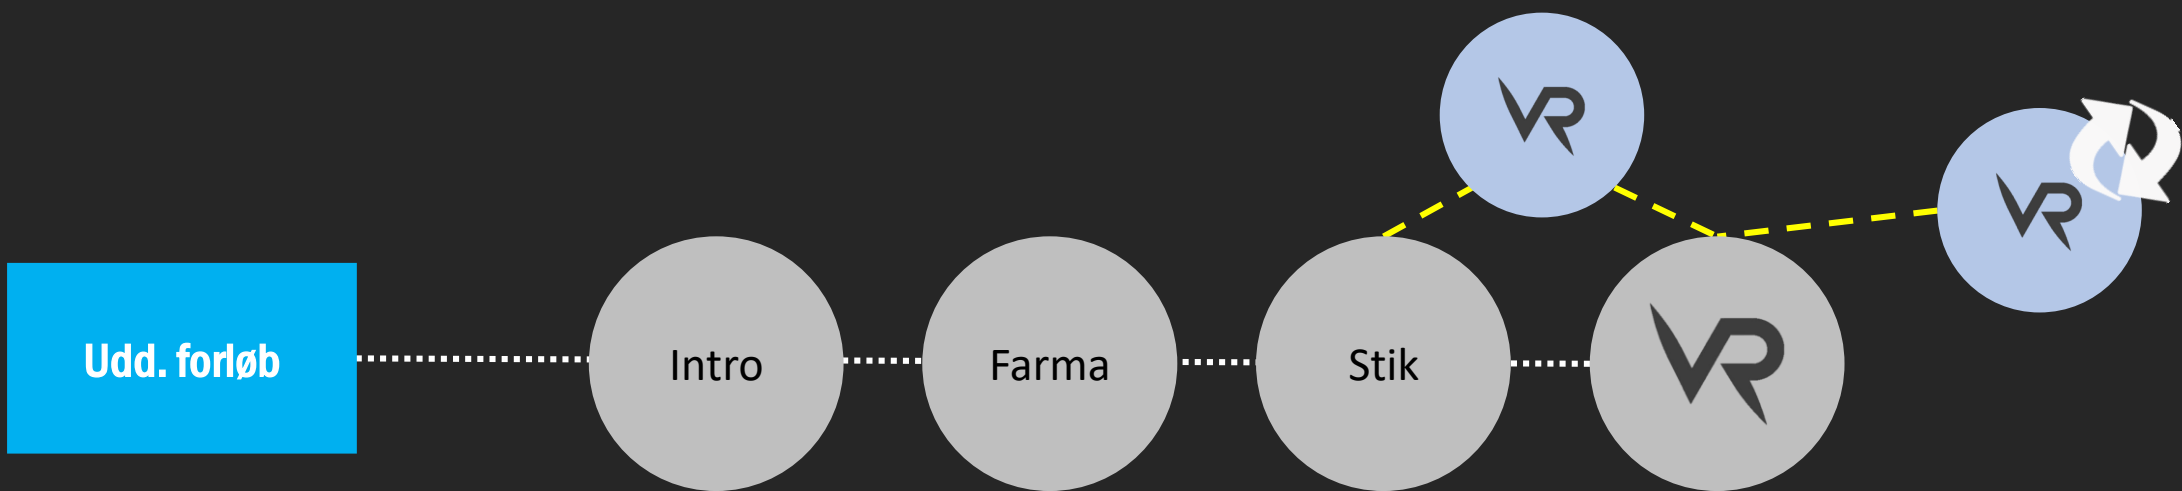 VR
VR
Udd. forløb
Intro
Farma
Stik
VR